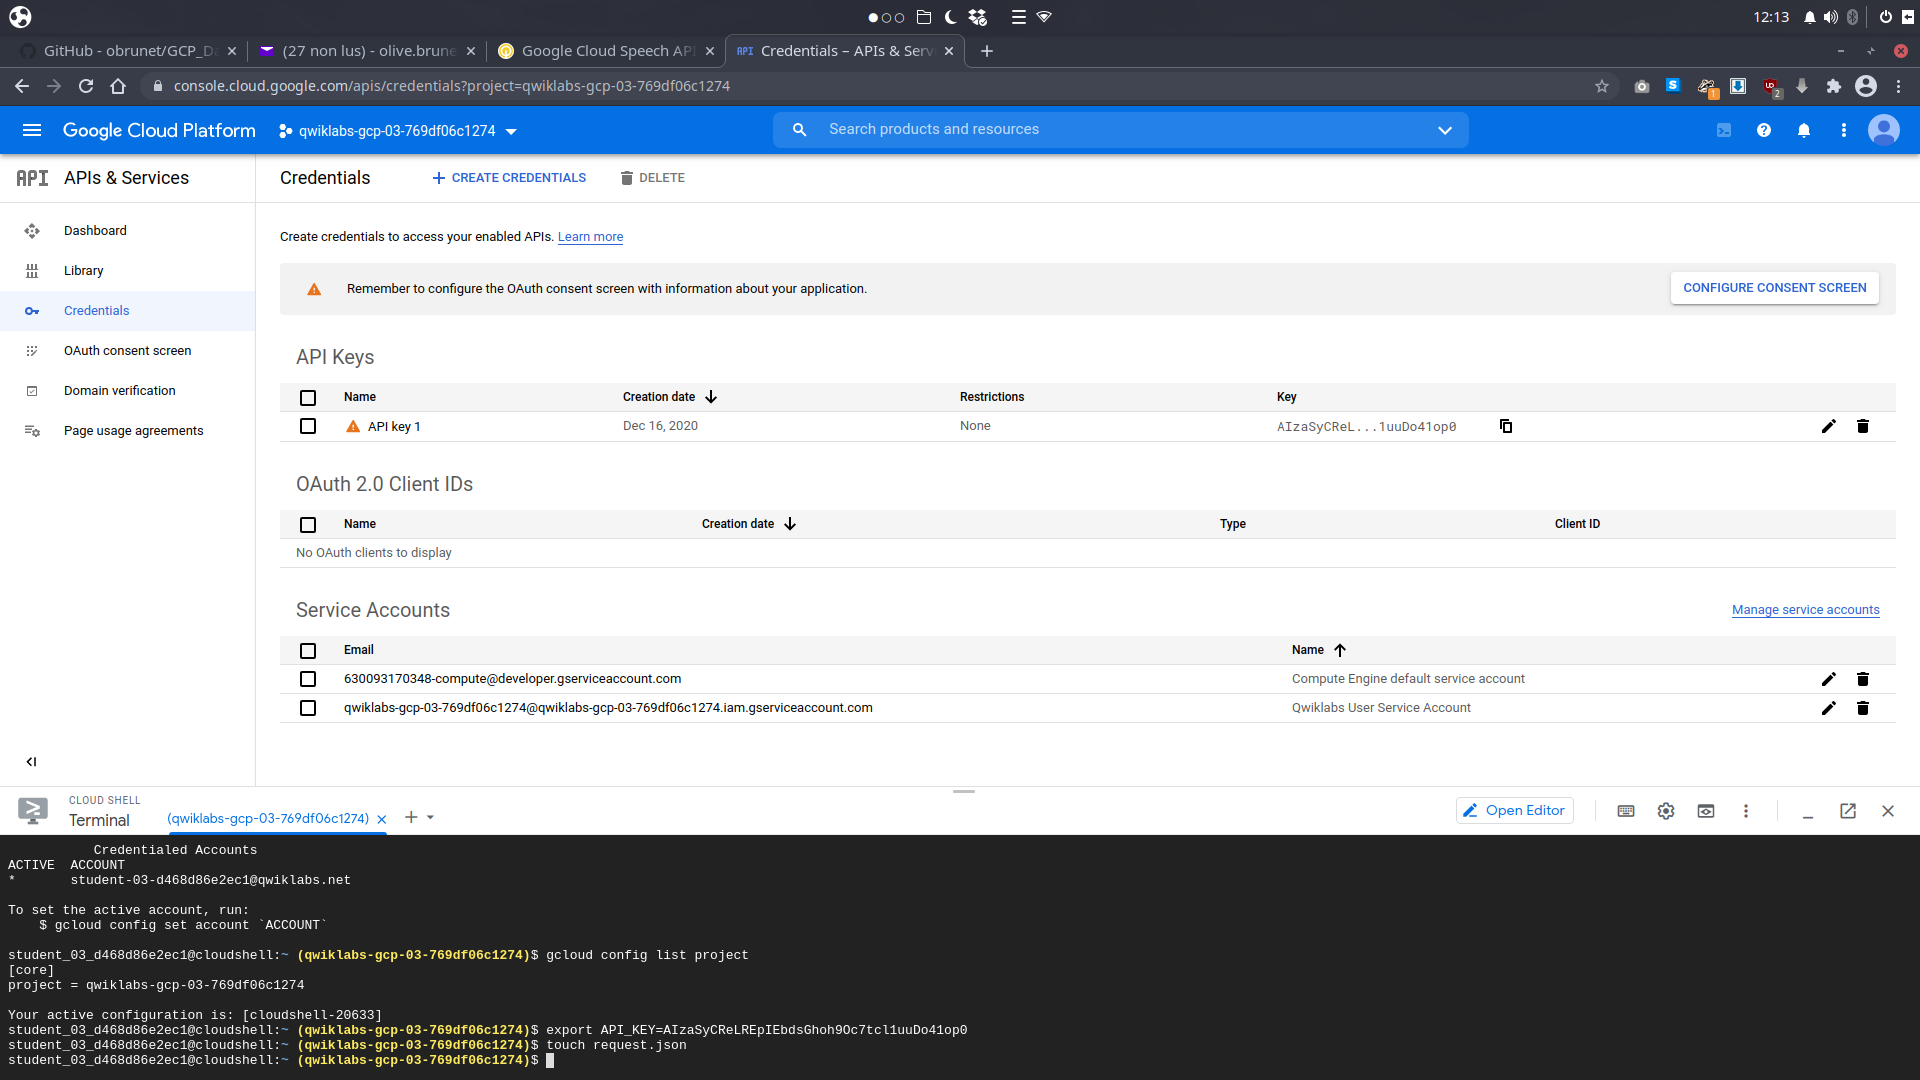 12:13
GitHub - obrunet/GCP_Da
(27 non lus) - olive.brune
Google Cloud Speech API
API Credentials – APIs & Serv
console.cloud.google.com/apis/credentials?project=qwiklabs-gcp-03-769df06c1274
Google Cloud Platform
qwiklabs-gcp-03-769df06c1274
Search products and resources
API APIs & Services
Credentials
CREATE CREDENTIALS
DELETE
Dashboard
Library
Credentials
OAuth consent screen
Domain verification
Page usage agreements
Create credentials to access your enabled APIs. Learn more
Remember to configure the OAuth consent screen with information about your application.
CONFIGURE CONSENT SCREEN
API Keys
Name Creation date Restrictions Key
API key 1 Dec 16, 2020 None AIzaSyCReL...1uuDo41op0
OAuth 2.0 Client IDs
Name Creation date Type Client ID
No OAuth clients to display
Service Accounts
Manage service accounts
Email Name
630093170348-compute@developer.gserviceaccount.com Compute Engine default service account
qwiklabs-gcp-03-769df06c1274@qwiklabs-gcp-03-769df06c1274.iam.gserviceaccount.com Qwiklabs User Service Account
CLOUD SHELL
Terminal
(qwiklabs-gcp-03-769df06c1274)
Open Editor
Credentialed Accounts
ACTIVE ACCOUNT
* student-03-d468d86e2ec1@qwiklabs.net
To set the active account, run:
$ gcloud config set account `ACCOUNT`
student_03_d468d86e2ec1@cloudshell:~ (qwiklabs-gcp-03-769df06c1274)$ gcloud config list project
[core]
project = qwiklabs-gcp-03-769df06c1274
Your active configuration is: [cloudshell-20633]
student_03_d468d86e2ec1@cloudshell:~ (qwiklabs-gcp-03-769df06c1274)$ export API_KEY=AIzaSyCReLREpIEbdsGhoh9Oc7tcl1uuDo41op0
student_03_d468d86e2ec1@cloudshell:~ (qwiklabs-gcp-03-769df06c1274)$ touch request.json
student_03_d468d86e2ec1@cloudshell:~ (qwiklabs-gcp-03-769df06c1274)$